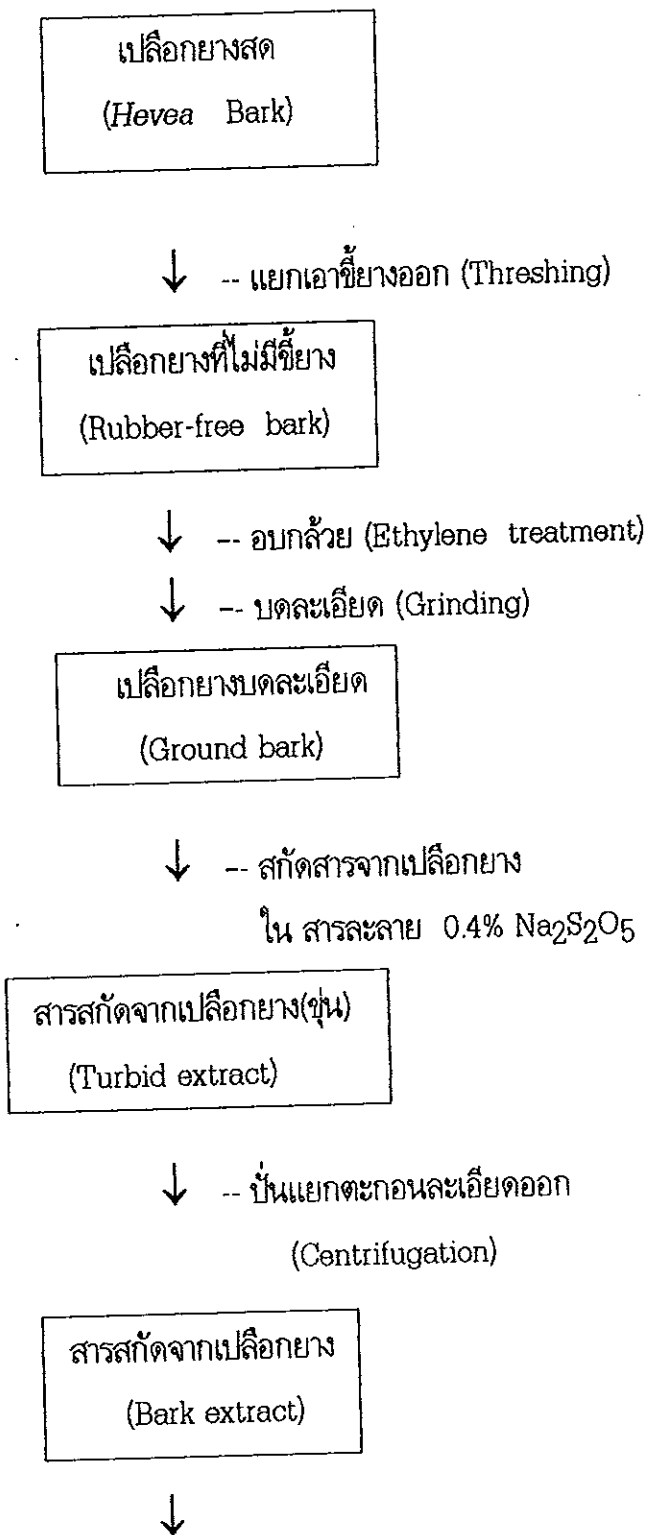 เปลือกยางสด
(Hevea Bark)
↓ -- แยกเอาขี้ยางออก (Threshing)
เปลือกยางที่ไม่มีขี้ยาง
(Rubber-free bark)
↓ -- อบกล้วย (Ethylene treatment)
↓ -- บดละเอียด (Grinding)
เปลือกยางบดละเอียด
(Ground bark)
↓ -- สกัดสารจากเปลือกยาง
ใน สารละลาย 0.4% Na2S2O5
สารสกัดจากเปลือกยาง(ขุ่น)
(Turbid extract)
↓ -- ปั่นแยกตะกอนละเอียดออก
(Centrifugation)
สารสกัดจากเปลือกยาง
(Bark extract)
↓